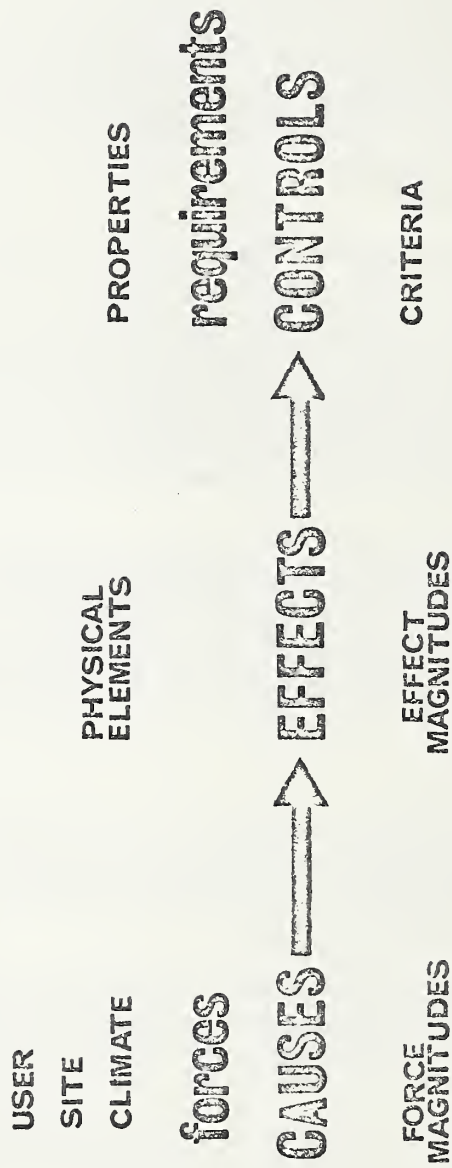 USER
SITE
CLIMATE
PHYSICAL
ELEMENTS
PROPERTIES
forces
requirements
CAUSES
EFFECTS
CONTROLS
FORCE
MAGNITUDES
EFFECT
MAGNITUDES
CRITERIA